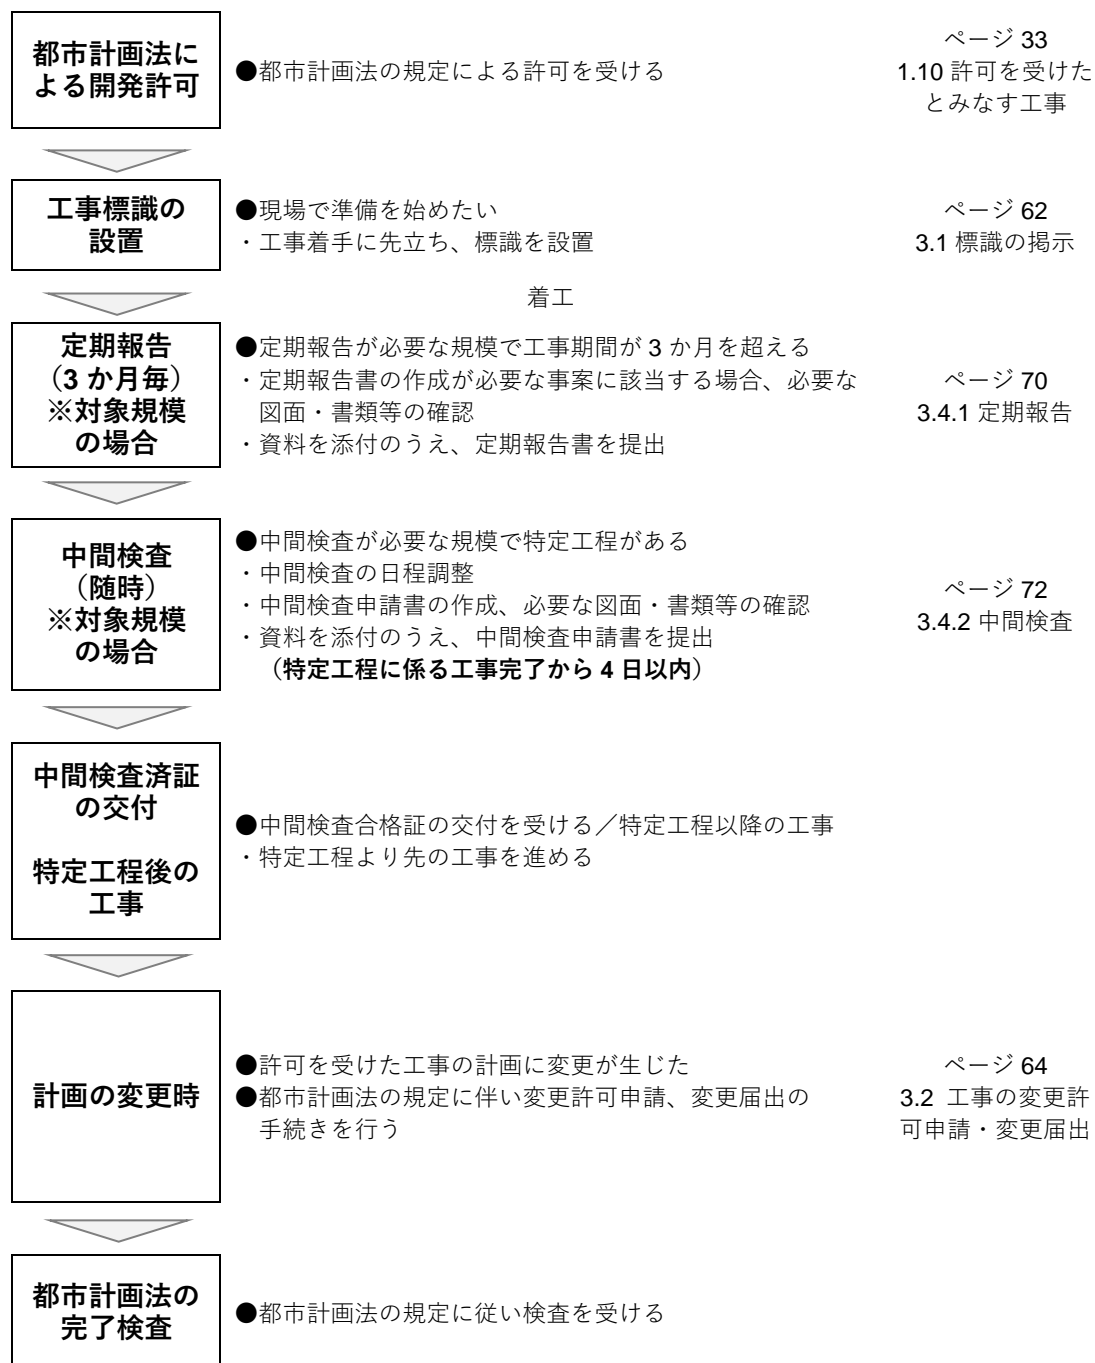 都市計画法に
よる開発許可
●都市計画法の規定による許可を受ける
ページ 33
1.10 許可を受けた
とみなす工事
工事標識の
設置
●現場で準備を始めたい
・工事着手に先立ち、標識を設置
ページ 62
3.1 標識の掲示
着工
定期報告
（3 か月毎）
※対象規模
の場合
●定期報告が必要な規模で工事期間が 3 か月を超える
・定期報告書の作成が必要な事案に該当する場合、必要な
図面・書類等の確認
・資料を添付のうえ、定期報告書を提出
ページ 70
3.4.1 定期報告
中間検査
（随時）
※対象規模
の場合
●中間検査が必要な規模で特定工程がある
・中間検査の日程調整
・中間検査申請書の作成、必要な図面・書類等の確認
・資料を添付のうえ、中間検査申請書を提出
（特定工程に係る工事完了から 4 日以内）
ページ 72
3.4.2 中間検査
中間検査済証
の交付
特定工程後の
工事
●中間検査合格証の交付を受ける／特定工程以降の工事
・特定工程より先の工事を進める
計画の変更時
●許可を受けた工事の計画に変更が生じた
●都市計画法の規定に伴い変更許可申請、変更届出の
手続きを行う
ページ 64
3.2 工事の変更許
可申請・変更届出
都市計画法の
完了検査
●都市計画法の規定に従い検査を受ける